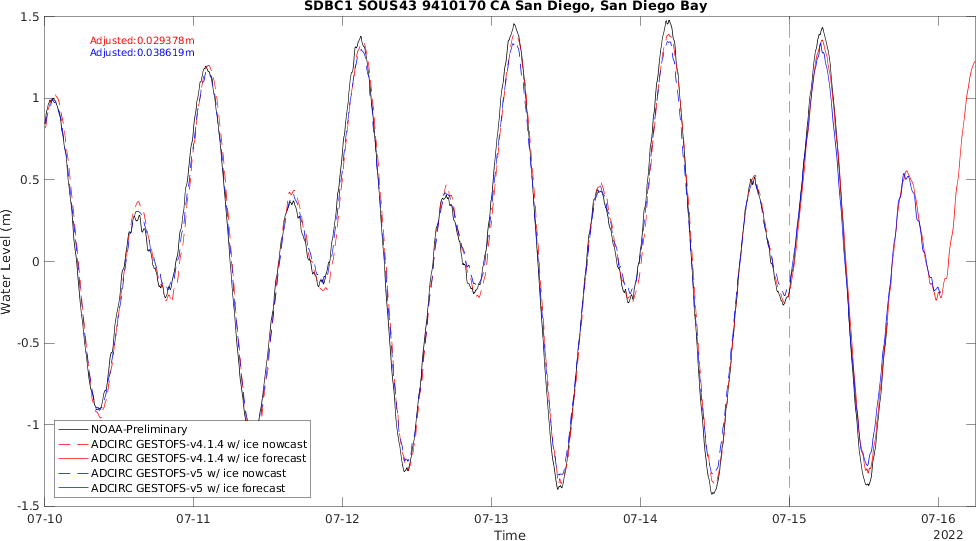 SDBC1 SOUS43 9410170 CA San Diego, San Diego Bay
Adjusted:0.029378m
Adjusted:0.038619m
1.5
1
0.5
0
-0.5
-1
-1.5
Water Level (m)
NOAA-Preliminary
ADCIRC GESTOFS-v4.1.4 w/ ice nowcast
ADCIRC GESTOFS-v4.1.4 w/ ice forecast
ADCIRC GESTOFS-v5 w/ ice nowcast
ADCIRC GESTOFS-v5 w/ ice forecast
07-10 07-11 07-12 07-13 07-14 07-15 07-16
Time 2022